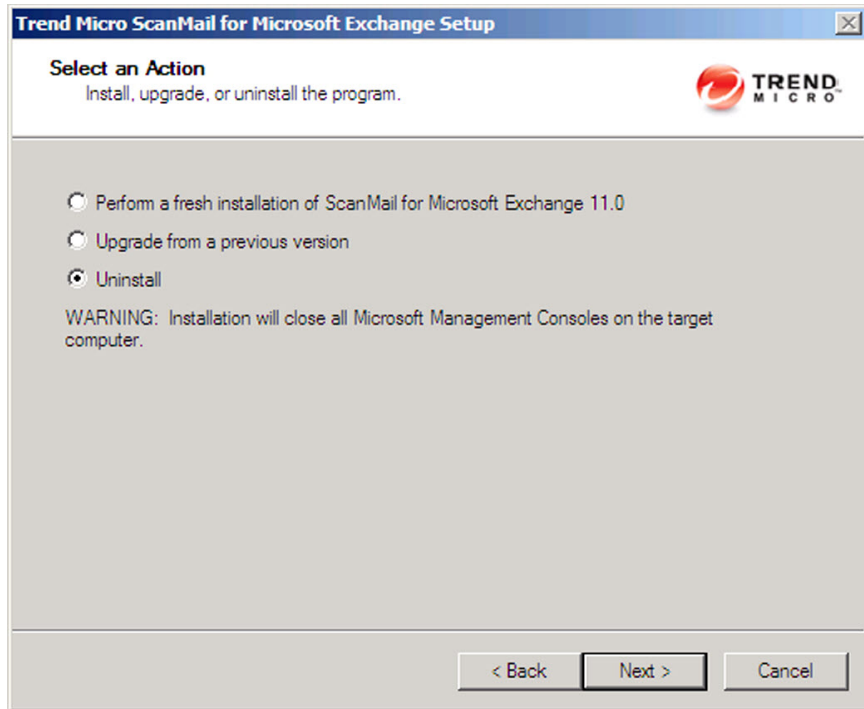 Trend Micro ScanMail for Microsoft Exchange Setup
Select an Action
Install, upgrade, or uninstall the program.
TREND
MICRO™
Perform a fresh installation of ScanMail for Microsoft Exchange 11.0
Upgrade from a previous version
Uninstall
WARNING: Installation will close all Microsoft Management Consoles on the target
computer.
< Back
Next >
Cancel